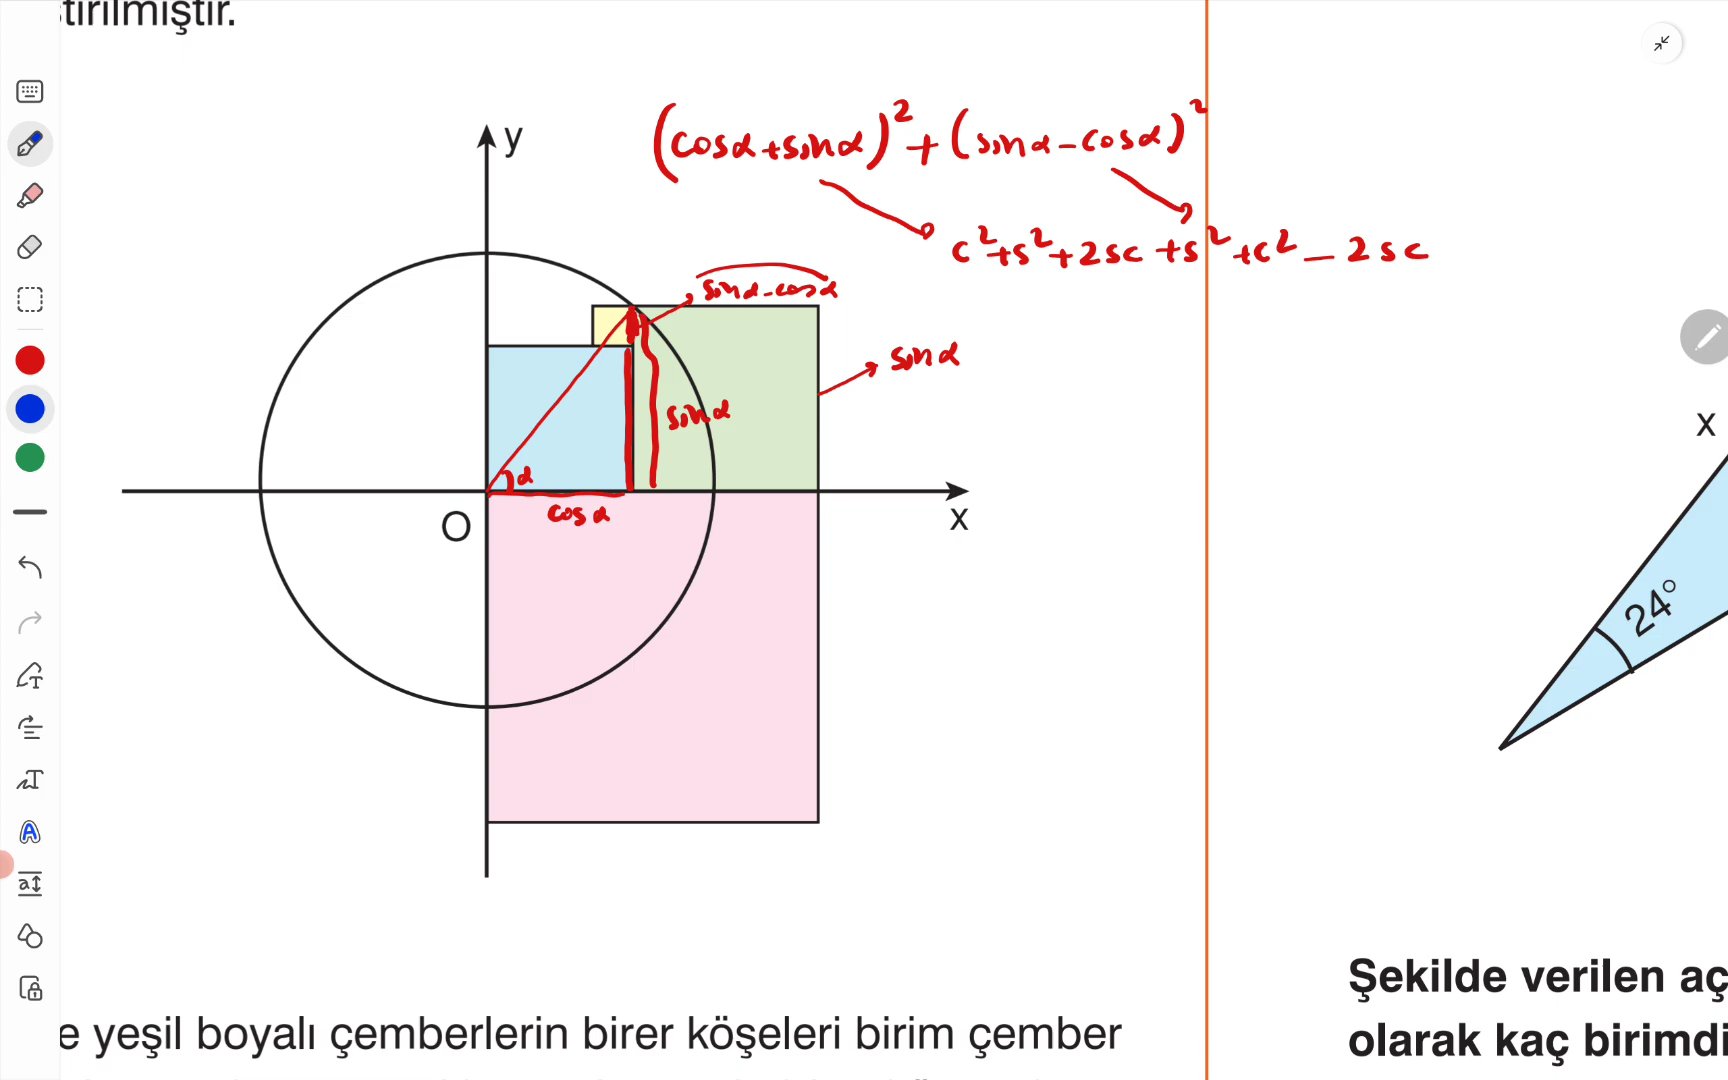 ştirilmiştir.
(cosα+sinα)² + (sinα-cosα)²
y
c²+s²+2sc+s²+c²-2sc
sinα-cosα
sinα
sinα
x
α
cosα
O
x
24°
Şekilde verilen aç
e yeşil boyalı çemberlerin birer köşeleri birim çember
olarak kaç birimdi